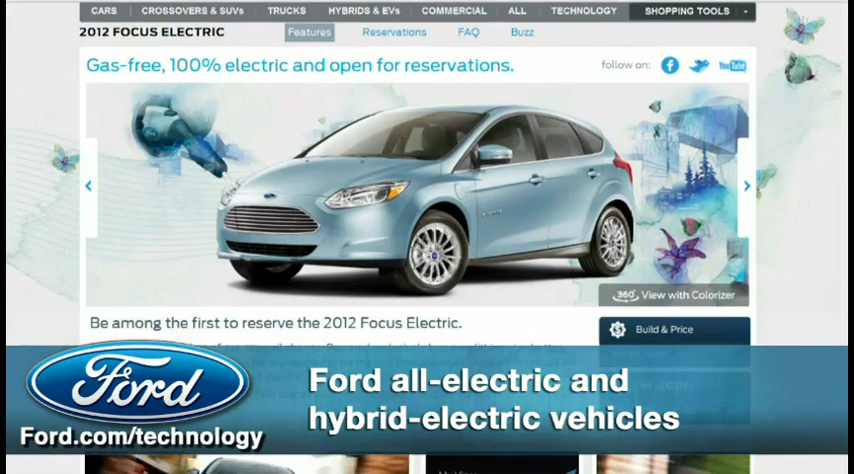 CARS CROSSOVERS & SUVs TRUCKS HYBRIDS & EVs COMMERCIAL ALL TECHNOLOGY SHOPPING TOOLS
2012 FOCUS ELECTRIC Features Reservations FAQ Buzz
Gas-free, 100% electric and open for reservations. follow on: f YouTube
360° View with Colorizer
Be among the first to reserve the 2012 Focus Electric.
Build & Price
Ford
Ford.com/technology
Ford all-electric and
hybrid-electric vehicles